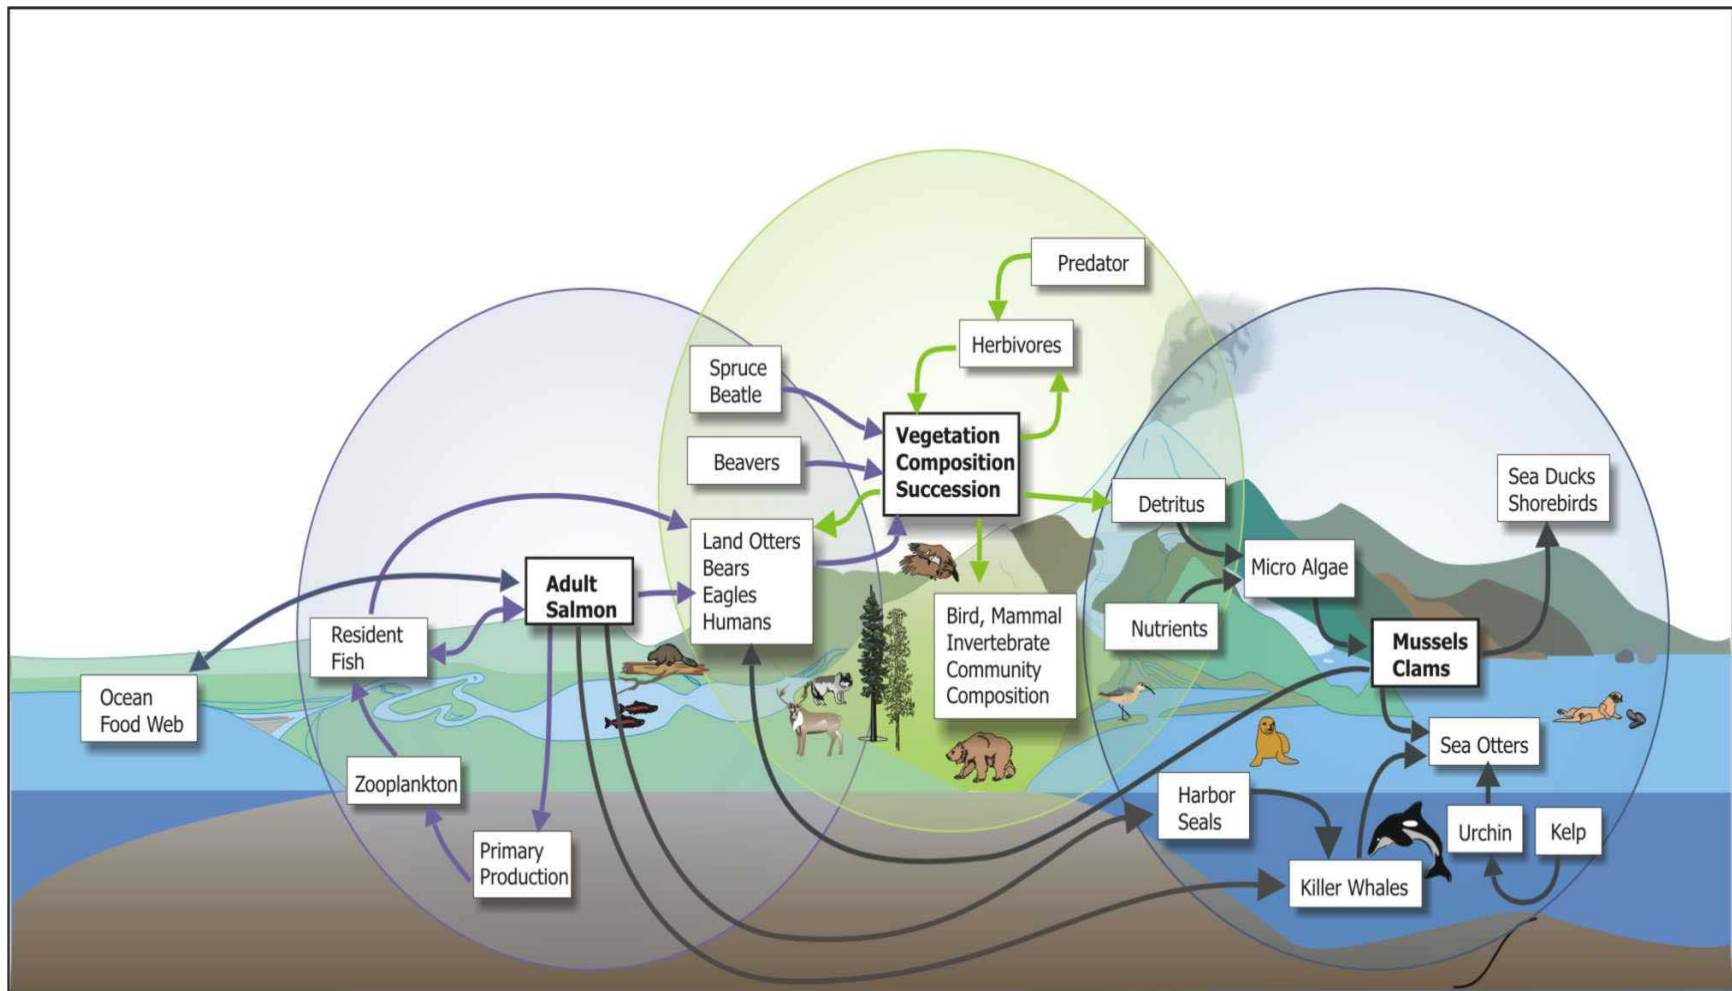 Predator
Herbivores
Spruce
Beatle
Vegetation
Composition
Succession
Beavers
Sea Ducks
Shorebirds
Detritus
Land Otters
Bears
Eagles
Humans
Micro Algae
Adult
Salmon
Bird, Mammal
Invertebrate
Community
Composition
Nutrients
Resident
Fish
Mussels
Clams
Ocean
Food Web
Sea Otters
Zooplankton
Harbor
Seals
Urchin
Kelp
Primary
Production
Killer Whales